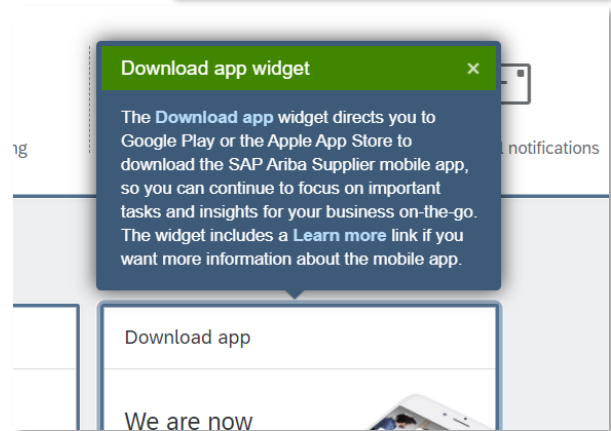 Download app widget ×
The Download app widget directs you to
Google Play or the Apple App Store to
download the SAP Ariba Supplier mobile app,
so you can continue to focus on important
tasks and insights for your business on-the-go.
The widget includes a Learn more link if you
want more information about the mobile app.
notifications
Download app
We are now